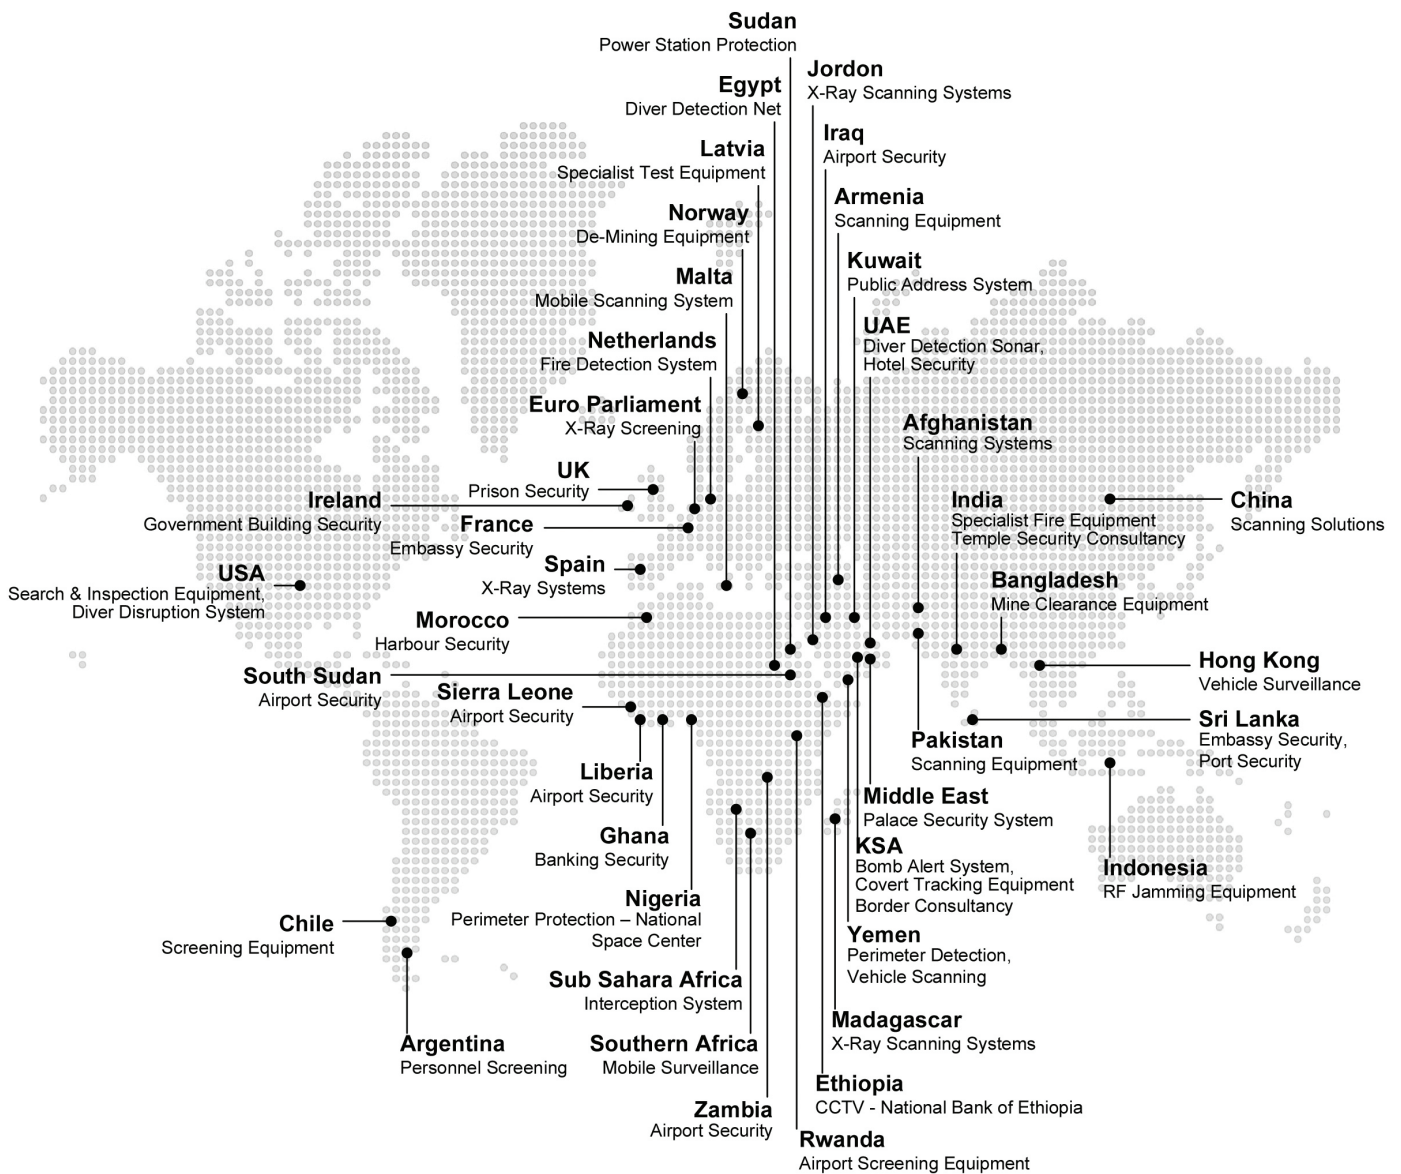 Sudan
Power Station Protection
Jordon
X-Ray Scanning Systems
Egypt
Diver Detection Net
Iraq
Airport Security
Latvia
Specialist Test Equipment
Armenia
Scanning Equipment
Norway
De-Mining Equipment
Kuwait
Public Address System
Malta
Mobile Scanning System
UAE
Diver Detection Sonar,
Hotel Security
Netherlands
Fire Detection System
Euro Parliament
X-Ray Screening
Afghanistan
Scanning Systems
UK
Prison Security
Ireland
Government Building Security
France
Embassy Security
India
Specialist Fire Equipment
Temple Security Consultancy
China
Scanning Solutions
USA
Search & Inspection Equipment,
Diver Disruption System
Spain
X-Ray Systems
Bangladesh
Mine Clearance Equipment
Morocco
Harbour Security
South Sudan
Airport Security
Hong Kong
Vehicle Surveillance
Sierra Leone
Airport Security
Sri Lanka
Embassy Security,
Port Security
Pakistan
Scanning Equipment
Liberia
Airport Security
Middle East
Palace Security System
Ghana
Banking Security
KSA
Bomb Alert System,
Covert Tracking Equipment
Border Consultancy
Indonesia
RF Jamming Equipment
Nigeria
Perimeter Protection – National
Space Center
Chile
Screening Equipment
Yemen
Perimeter Detection,
Vehicle Scanning
Sub Sahara Africa
Interception System
Madagascar
X-Ray Scanning Systems
Argentina
Personnel Screening
Southern Africa
Mobile Surveillance
Ethiopia
CCTV - National Bank of Ethiopia
Zambia
Airport Security
Rwanda
Airport Screening Equipment